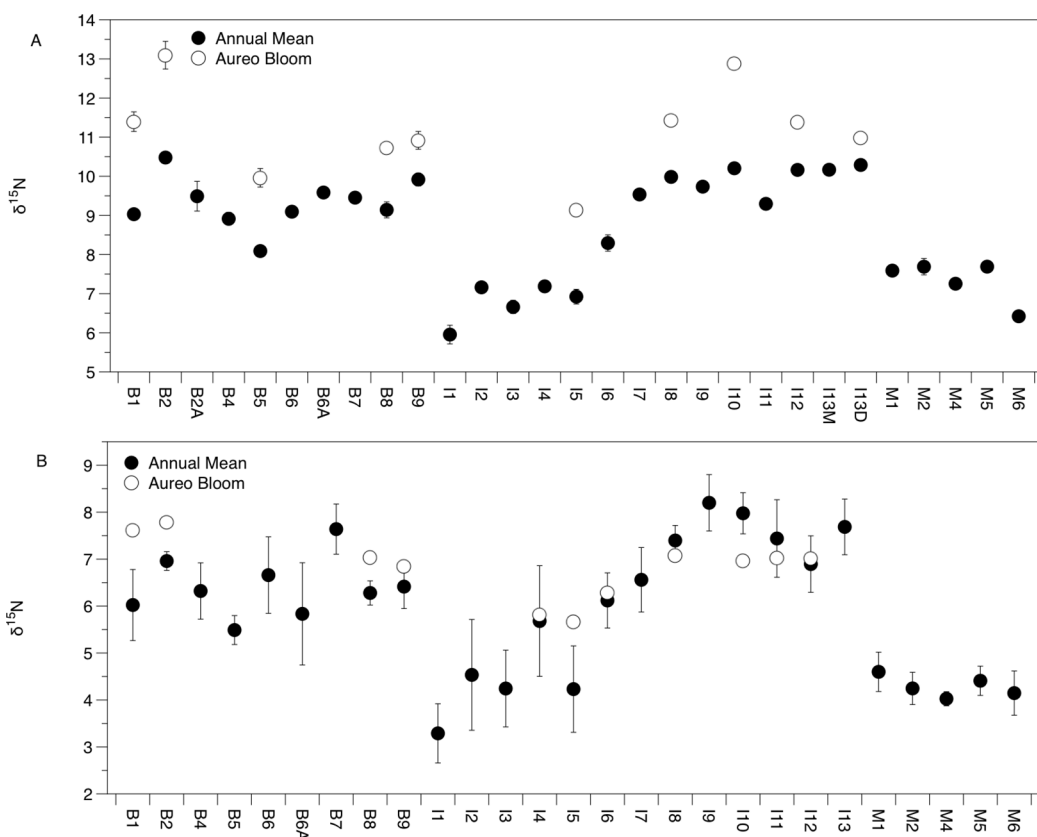 A
Annual Mean
Aureo Bloom
14
13
12
11
10
9
8
7
6
5
δ15N
B1 B2 B2A B4 B5 B6 B6A B7 B8 B9 I1 I2 I3 I4 I5 I6 I7 I8 I9 I10 I11 I12 I13M I13D M1 M2 M4 M5 M6
B
Annual Mean
Aureo Bloom
9
8
7
6
5
4
3
2
δ15N
B1 B2 B4 B5 B6 B6A B7 B8 B9 I1 I2 I3 I4 I5 I6 I7 I8 I9 I10 I11 I12 I13 M1 M2 M4 M5 M6